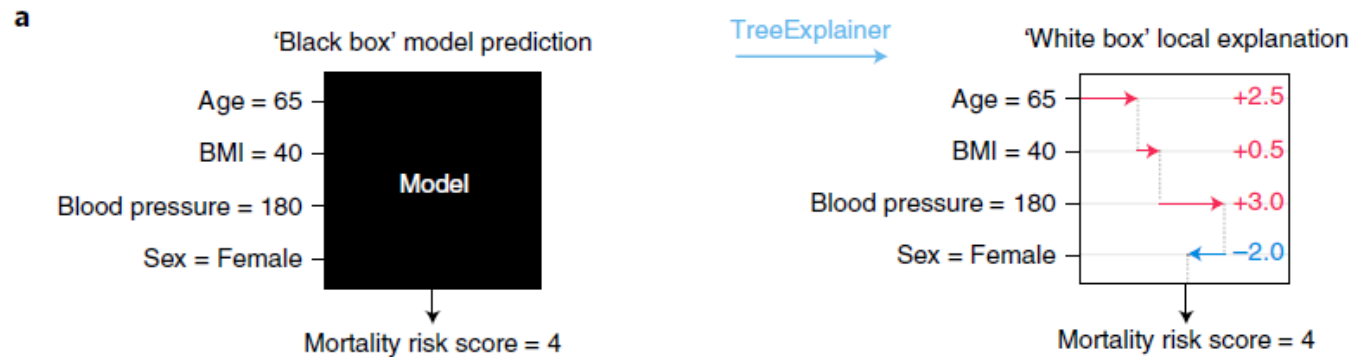 a
'Black box' model prediction
Age = 65
BMI = 40
Blood pressure = 180
Sex = Female
Model
Mortality risk score = 4
TreeExplainer
'White box' local explanation
Age = 65
+2.5
BMI = 40
+0.5
Blood pressure = 180
+3.0
Sex = Female
–2.0
Mortality risk score = 4